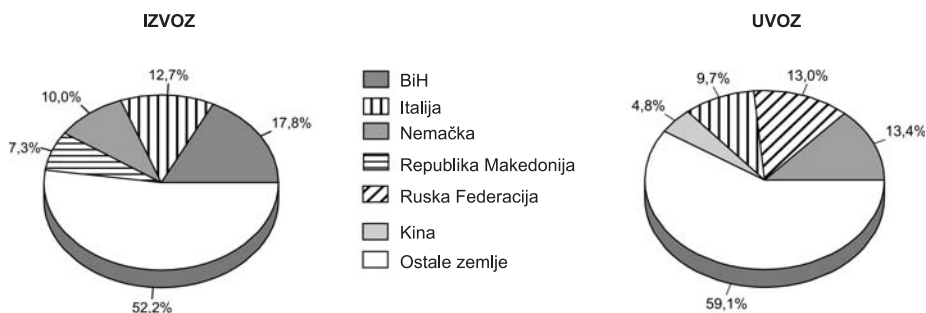 IZVOZ
12,7%
10,0%
17,8%
7,3%
52,2%
BiH
Italija
Nemačka
Republika Makedonija
Ruska Federacija
Kina
Ostale zemlje
UVOZ
13,0%
9,7%
4,8%
13,4%
59,1%